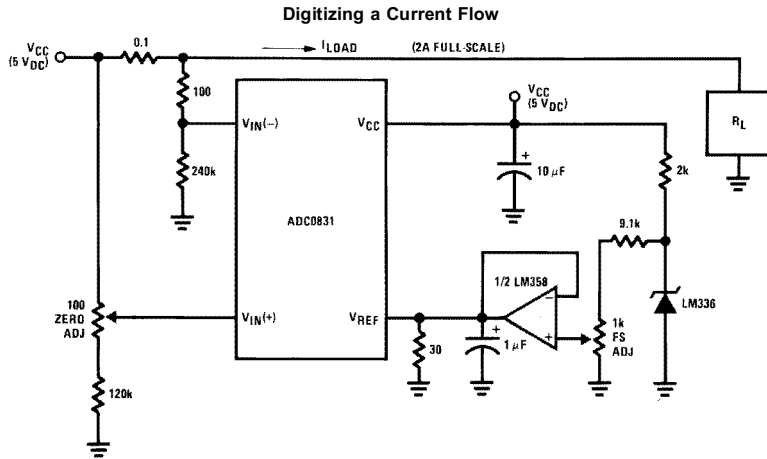 Digitizing a Current Flow
VCC
(5 VDC)
0.1
ILOAD (2A FULL-SCALE)
100
VIN(−)
240k
ADC0831
VCC
VCC
(5 VDC)
+
10 μF
2k
RL
9.1k
1/2 LM358
−
+
LM336
1k
FS
ADJ
100
ZERO
ADJ
VIN(+)
VREF
30
+
1 μF
120k